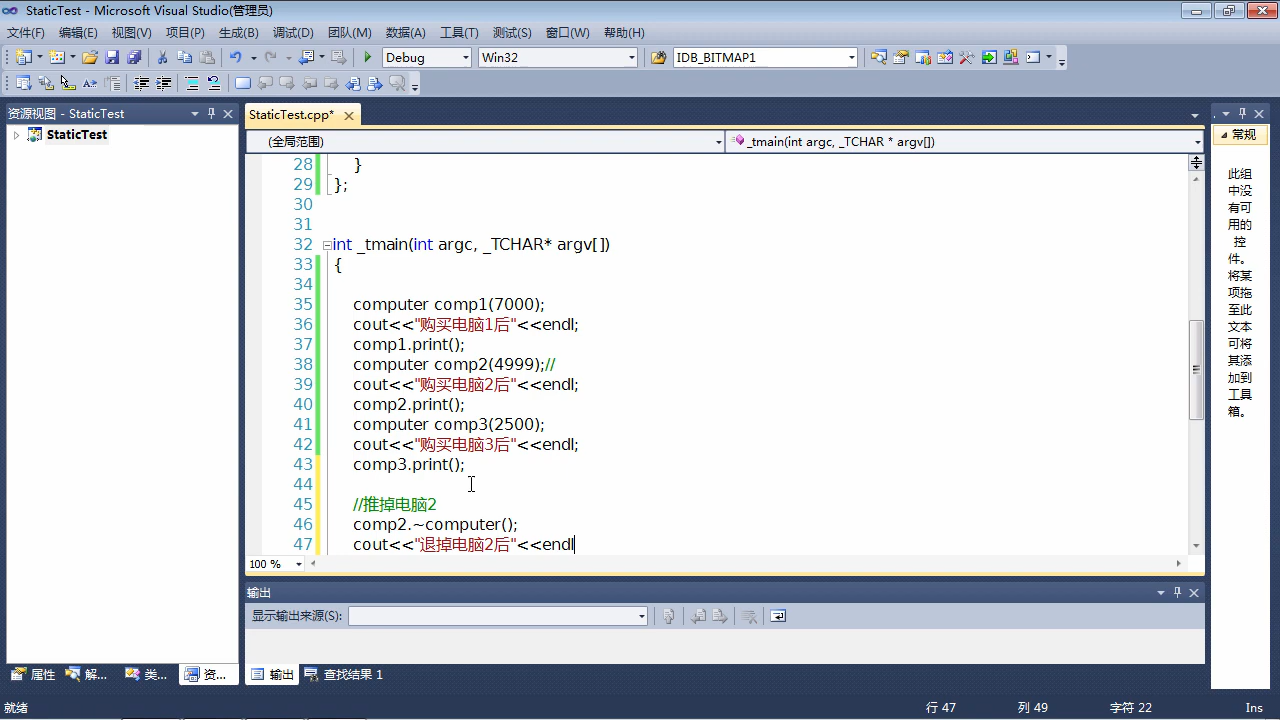 StaticTest - Microsoft Visual Studio(管理员)
文件(F) 编辑(E) 视图(V) 项目(P) 生成(B) 调试(D) 团队(M) 数据(A) 工具(T) 测试(S) 窗口(W) 帮助(H)
Debug Win32 IDB_BITMAP1
资源视图 - StaticTest
StaticTest
StaticTest.cpp*
(全局范围) _tmain(int argc, _TCHAR * argv[])
28 }
29 };
30
31
32 int _tmain(int argc, _TCHAR* argv[])
33 {
34
35 computer comp1(7000);
36 cout<<"购买电脑1后"<<endl;
37 comp1.print();
38 computer comp2(4999);//
39 cout<<"购买电脑2后"<<endl;
40 comp2.print();
41 computer comp3(2500);
42 cout<<"购买电脑3后"<<endl;
43 comp3.print();
44
45 //推掉电脑2
46 comp2.~computer();
47 cout<<"退掉电脑2后"<<endl
100 %
常规
此组
中没
有可
用的
控
件。
将某
项拖
至此
文本
可将
其添
加到
工具
箱。
输出
显示输出来源(S):
属性 解... 类... 资... 输出 查找结果 1
就绪 行 47 列 49 字符 22 Ins